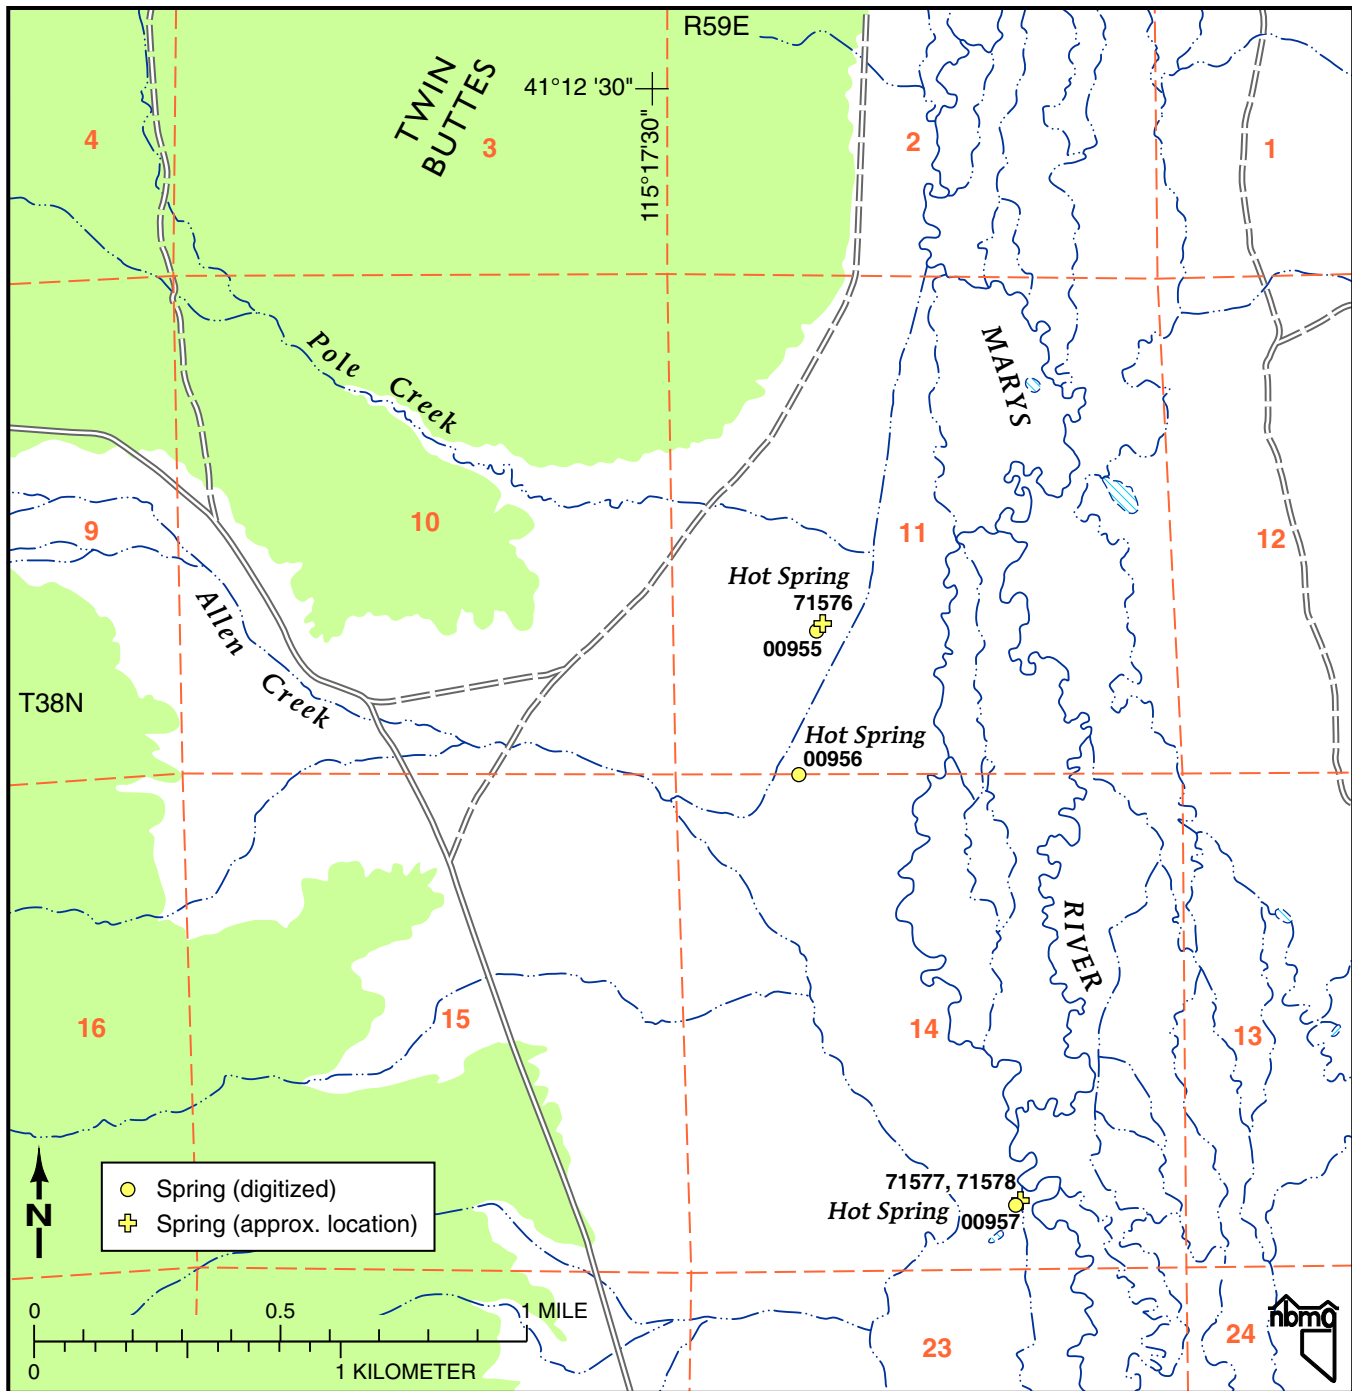 R59E
TWIN
BUTTES
41°12 '30"
115°17'30"
4
3
2
1
Pole Creek
MARYS
9
10
11
12
Hot Spring
71576
00955
Allen
Creek
T38N
Hot Spring
00956
RIVER
16
15
14
13
71577, 71578
Hot Spring
00957
Spring (digitized)
Spring (approx. location)
N
0 0.5 1 MILE
0 1 KILOMETER
23
24
nbmg